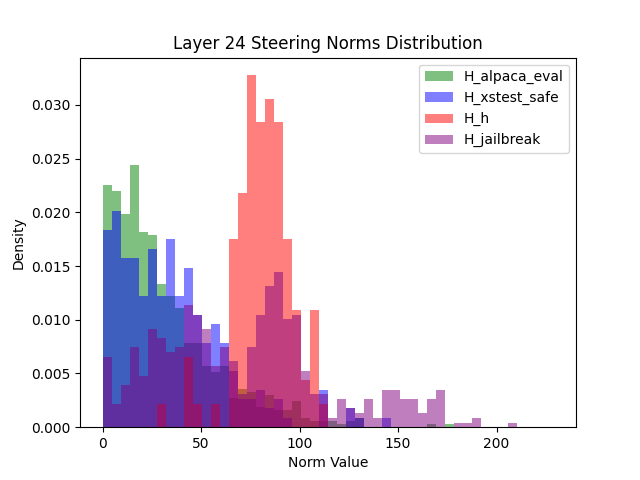 Layer 24 Steering Norms Distribution
H_alpaca_eval
H_xstest_safe
H_h
H_jailbreak
Density
0.030
0.025
0.020
0.015
0.010
0.005
0.000
0 50 100 150 200
Norm Value